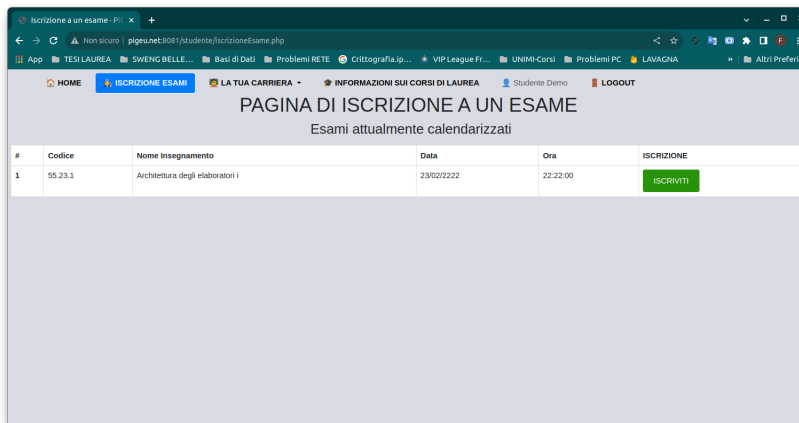 Iscrizione a un esame · PI
Non sicuro | pigeu.net:8081/studente/iscrizioneEsame.php
App TESI LAUREA SWENG BELLE... Basi di Dati Problemi RETE Crittografia.ip... VIP League Fr... UNIMI-Corsi Problemi PC LAVAGNA » Altri Preferi
HOME ISCRIZIONE ESAMI LA TUA CARRIERA INFORMAZIONI SUI CORSI DI LAUREA Studente Demo LOGOUT
PAGINA DI ISCRIZIONE A UN ESAME
Esami attualmente calendarizzati
# Codice Nome Insegnamento Data Ora ISCRIZIONE
1 55.23.1 Architettura degli elaboratori i 23/02/2222 22:22:00 ISCRIVITI